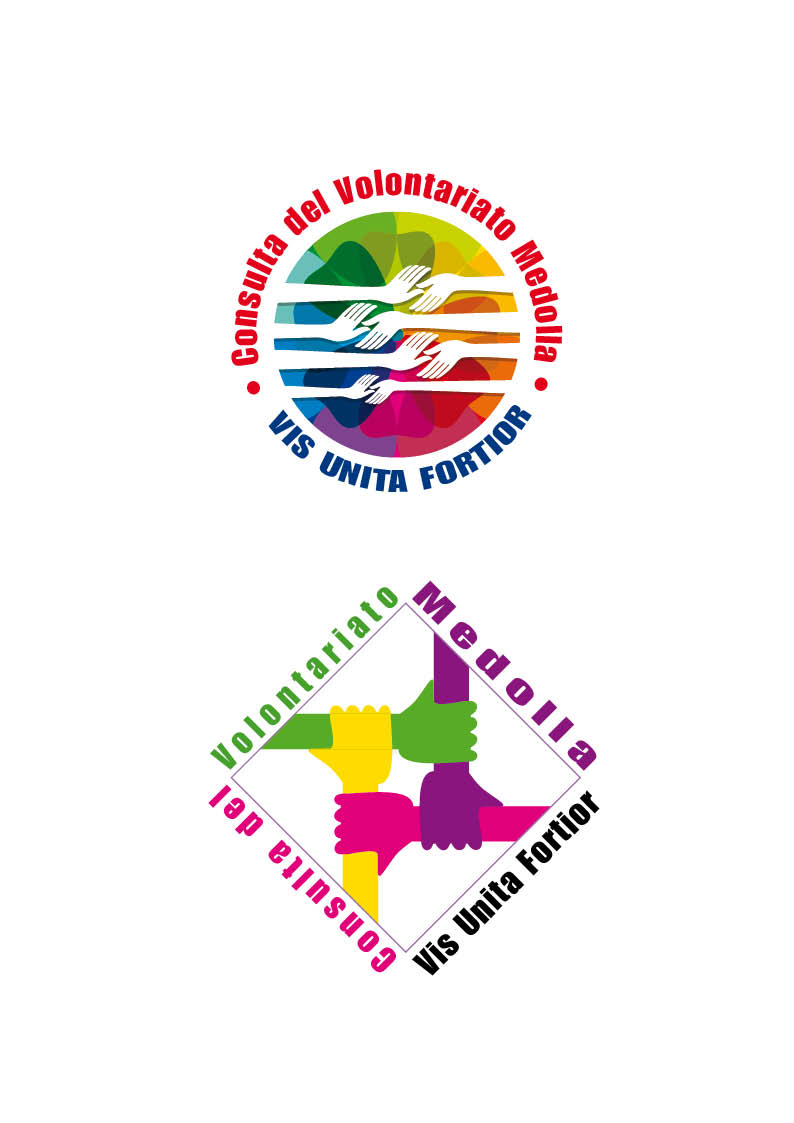 • Consulta del Volontariato Medolla •
VIS UNITA FORTIOR
consulta del
Volontariato
Medolla
Vis Unita Fortior